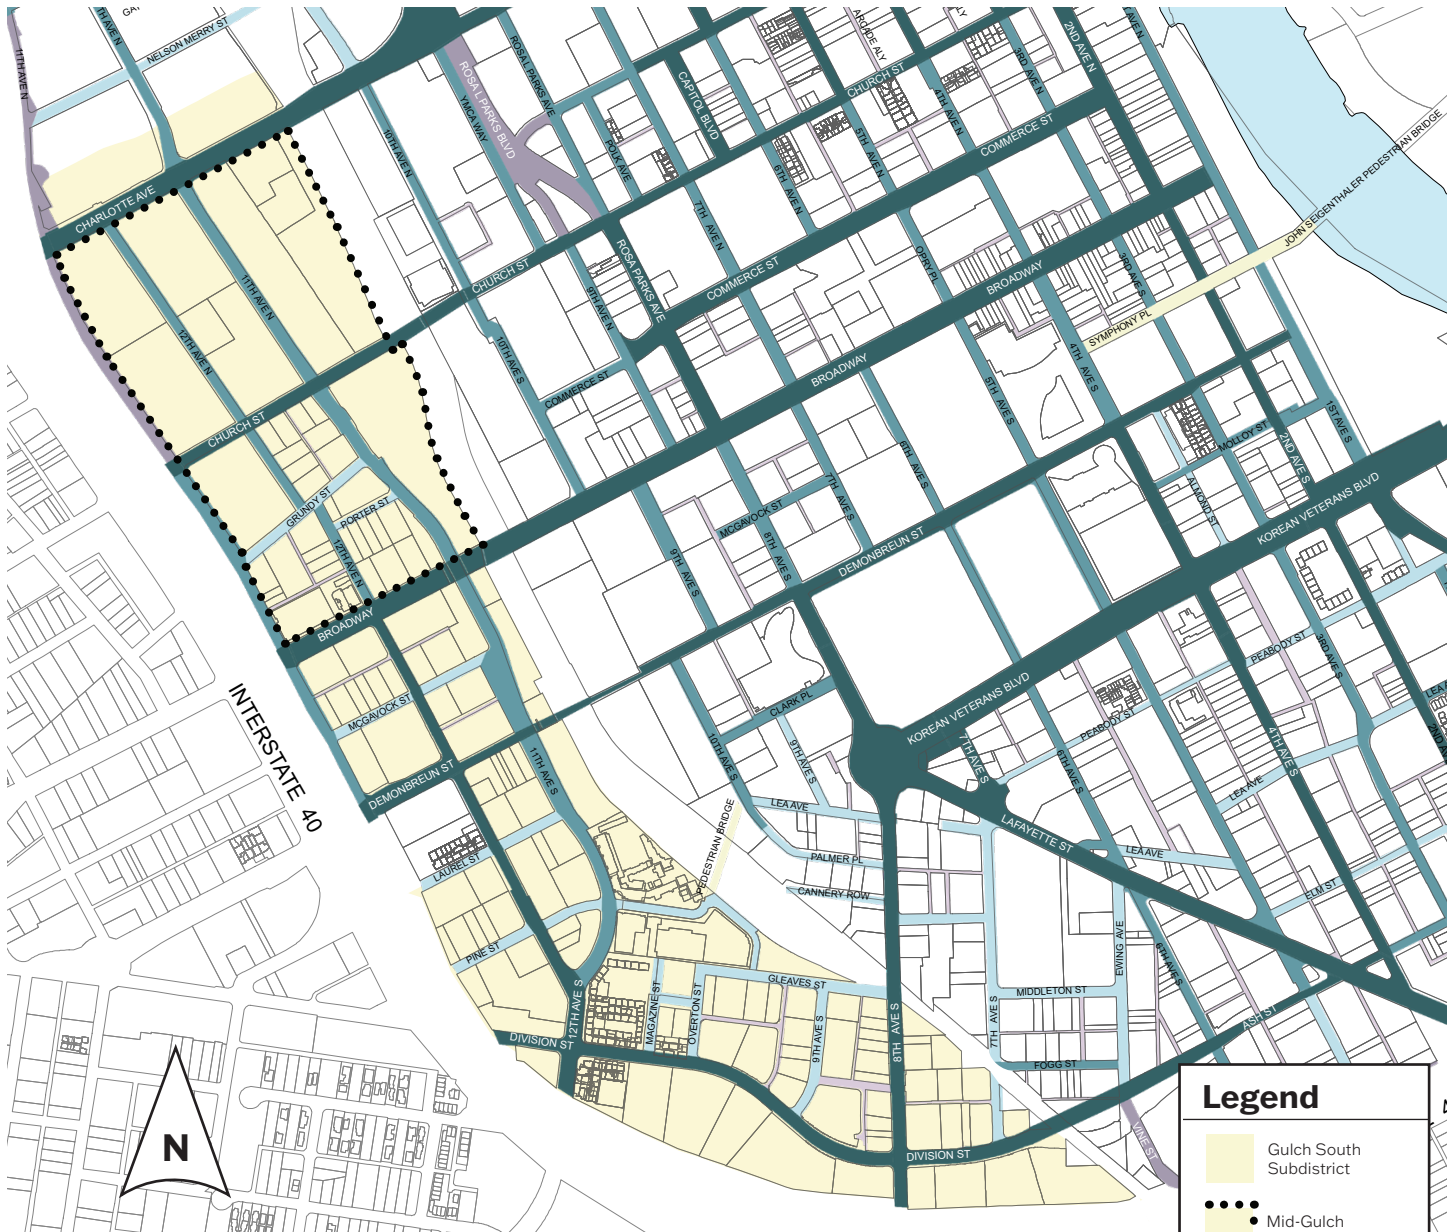 11TH AVE N
NELSON MERRY ST
ROSA L PARKS AVE
ROSA L PARKS BLVD
YMCA WAY
10TH AVE N
CAPITOL BLVD
CHURCH ST
3RD AVE N
2ND AVE N
4TH AVE N
5TH AVE N
COMMERCE ST
POLK AVE
6TH AVE N
7TH AVE N
JOHN SEIGENTHALER PEDESTRIAN BRIDGE
CHARLOTTE AVE
11TH AVE N
12TH AVE N
CHURCH ST
9TH AVE N
ROSA PARKS AVE
COMMERCE ST
OPRY PL
BROADWAY
3RD AVE S
SYMPHONY PL
4TH AVE S
10TH AVE S
COMMERCE ST
BROADWAY
5TH AVE S
1ST AVE S
CHURCH ST
6TH AVE S
MOLLOY ST
2ND AVE S
ALMOND ST
KOREAN VETERANS BLVD
GRUNDY ST
PORTER ST
12TH AVE N
MCGAVOCK ST
7TH AVE S
8TH AVE S
DEMONBREUN ST
9TH AVE S
BROADWAY
PEABODY ST
3RD AVE S
INTERSTATE 40
MCGAVOCK ST
CLARK PL
KOREAN VETERANS BLVD
PEABODY ST
10TH AVE S
9TH AVE S
7TH AVE S
6TH AVE S
4TH AVE S
LEA AVE
DEMONBREUN ST
11TH AVE S
LEA AVE
LAFAYETTE ST
LEA AVE
PEDESTRIAN BRIDGE
PALMER PL
CANNERY ROW
ELM ST
LAUREL ST
PINE ST
EWING AVE
6TH AVE S
GLEAVES ST
MIDDLETON ST
12TH AVE S
MAGAZINE ST
OVERTON ST
9TH AVE S
8TH AVE S
7TH AVE S
ASH ST
DIVISION ST
FOGG ST
VINE ST
DIVISION ST
N
Legend
Gulch South
Subdistrict
Mid-Gulch